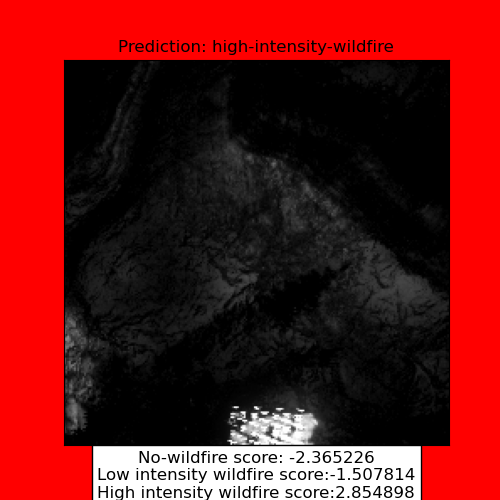 Prediction: high-intensity-wildfire
No-wildfire score: -2.365226
Low intensity wildfire score:-1.507814
High intensity wildfire score:2.854898